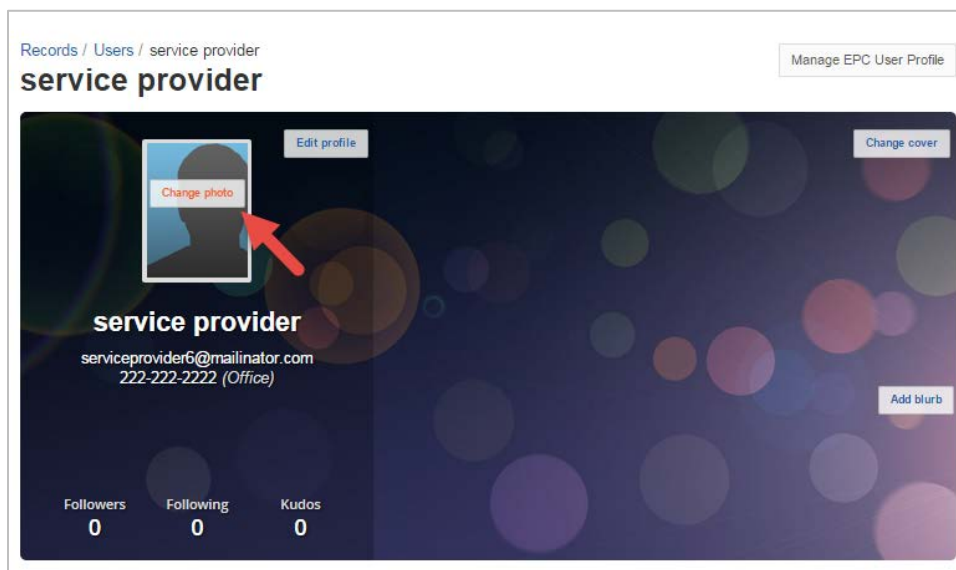 Records / Users / service provider
service provider
Manage EPC User Profile
Edit profile
Change cover
Change photo
service provider
serviceprovider6@mailinator.com
222-222-2222 (Office)
Add blurb
Followers Following Kudos
0 0 0